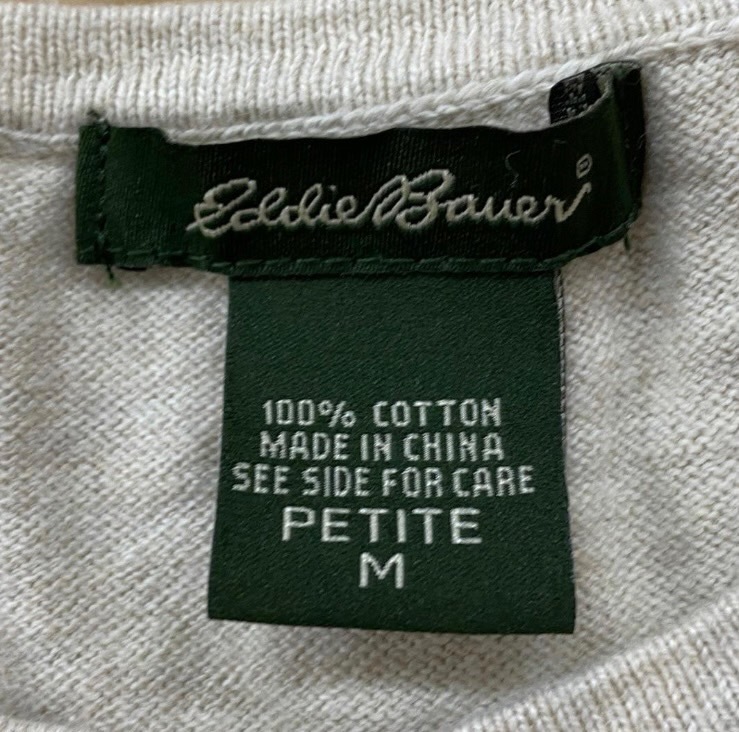 Eddie Bauer®
100% COTTON
MADE IN CHINA
SEE SIDE FOR CARE
PETITE
M